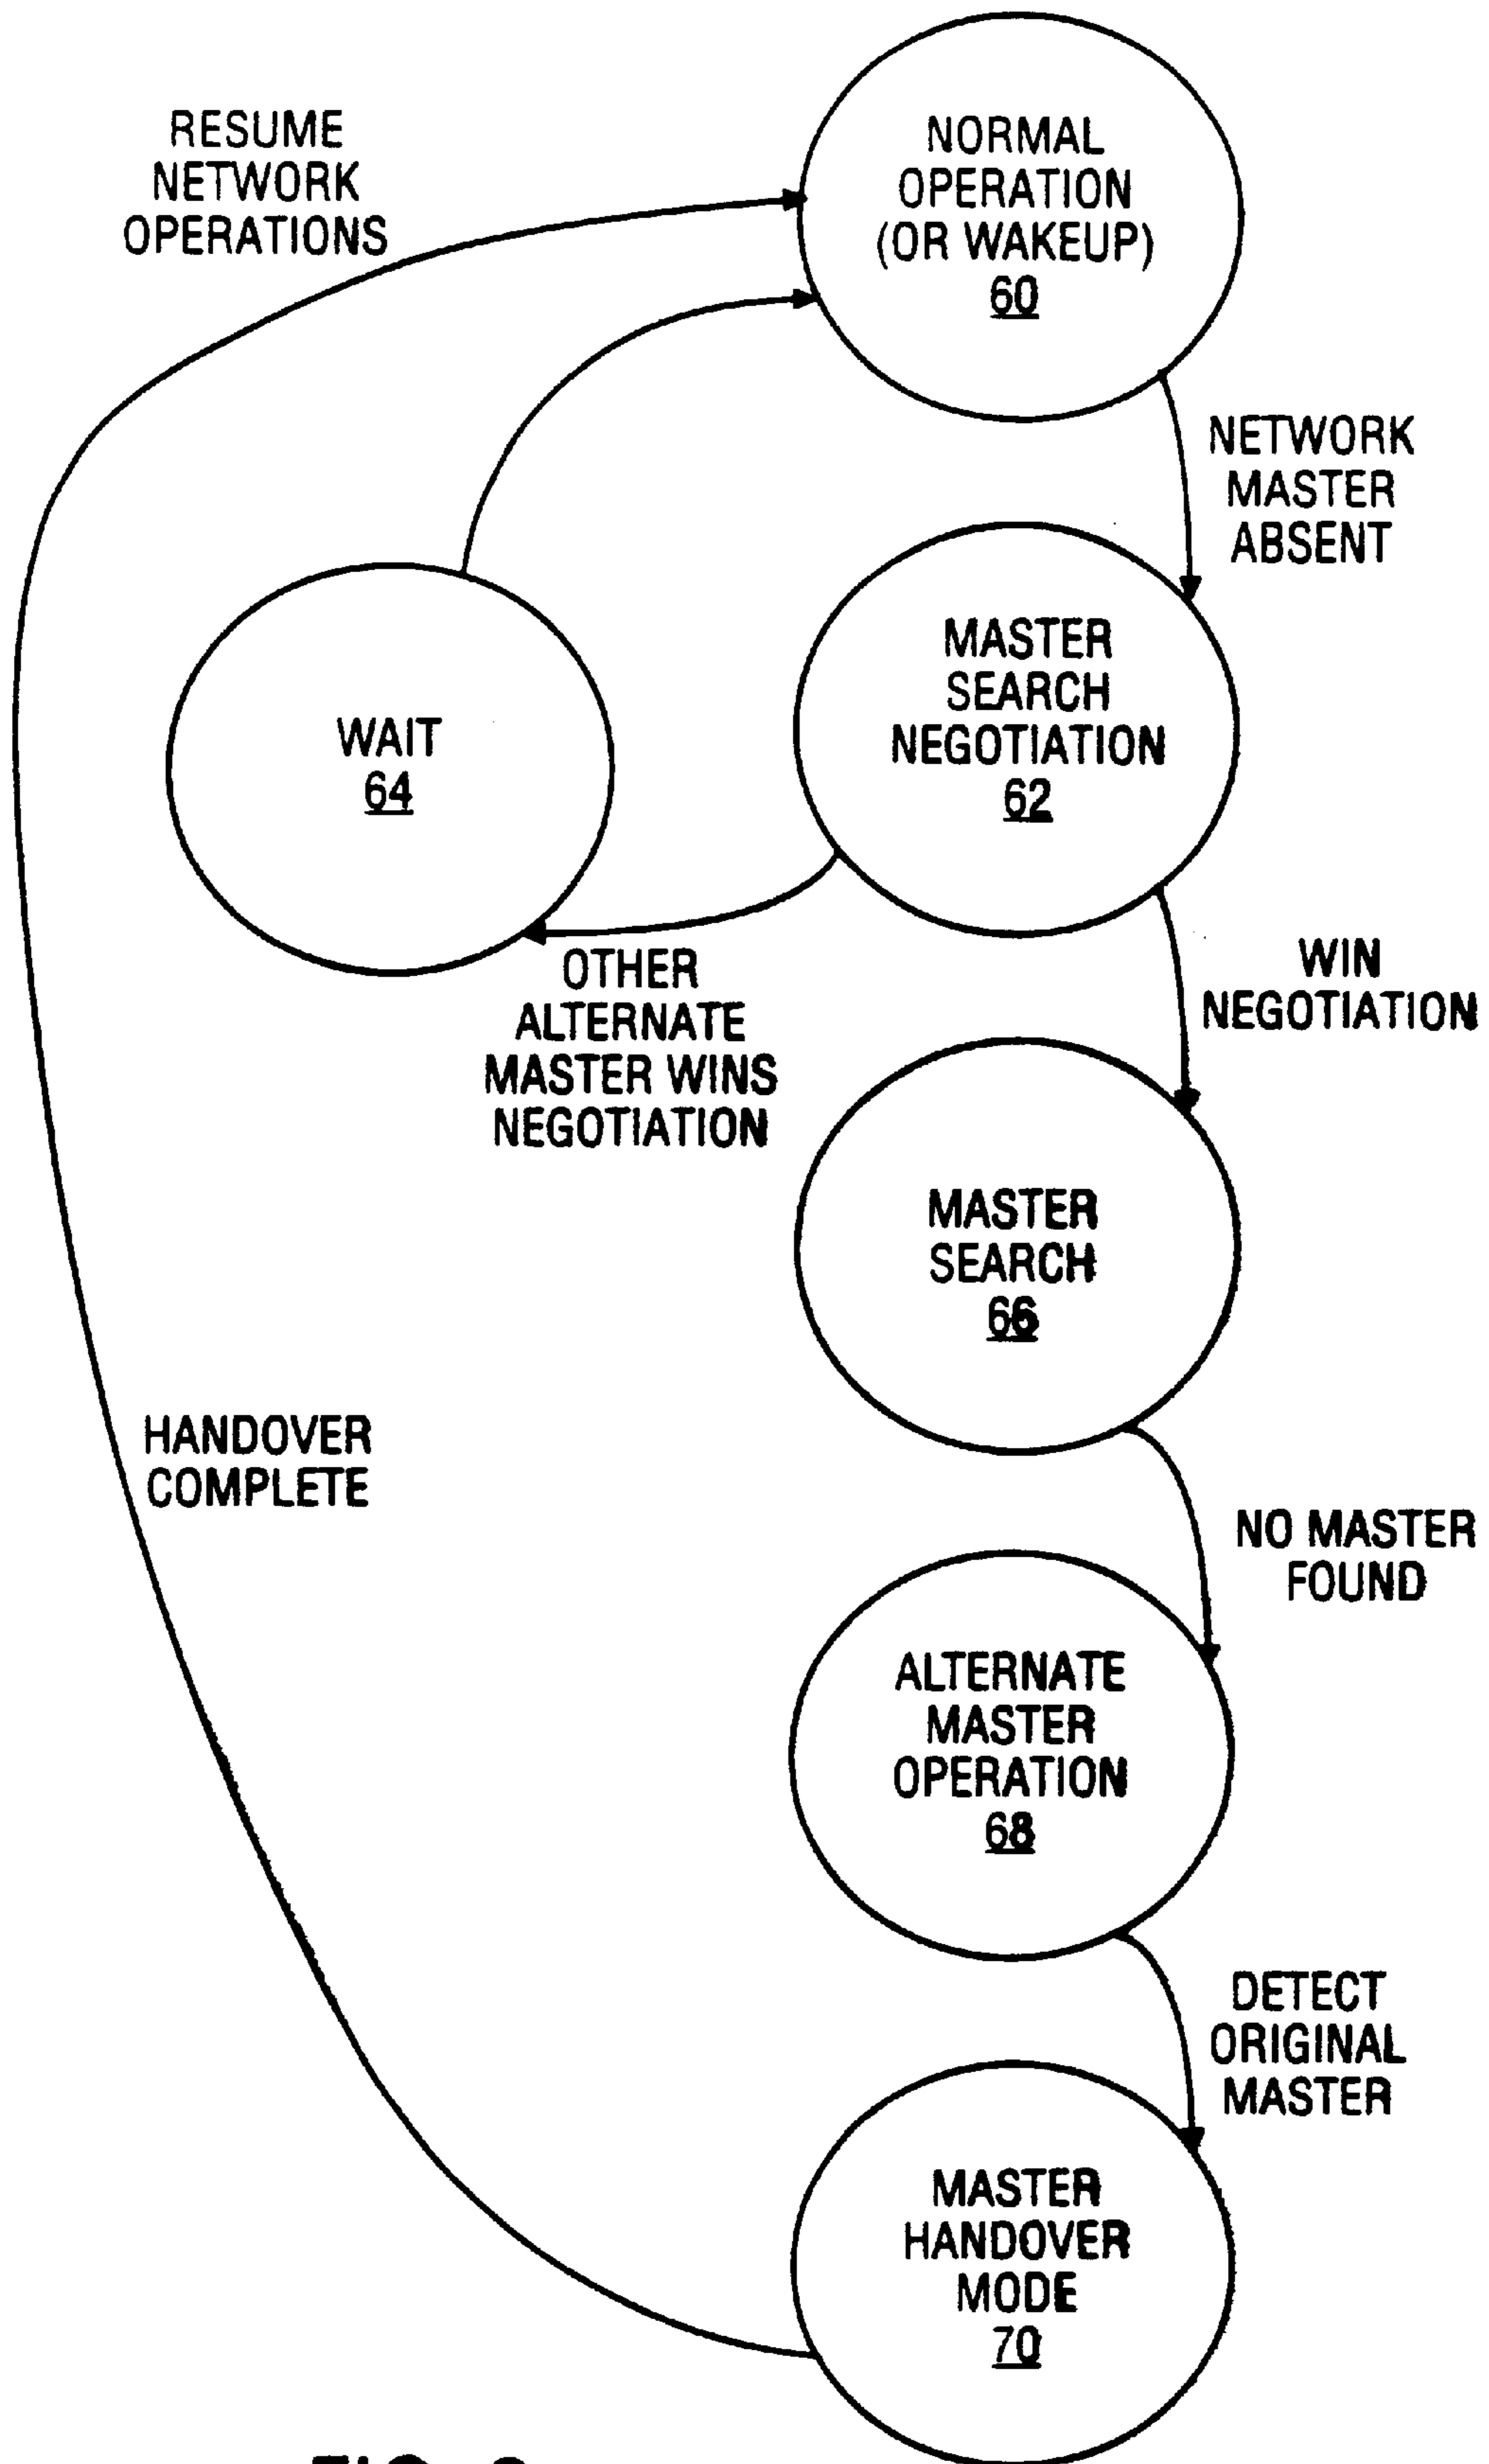 RESUME
NETWORK
OPERATIONS
NORMAL
OPERATION
(OR WAKEUP)
60
NETWORK
MASTER
ABSENT
WAIT
64
MASTER
SEARCH
NEGOTIATION
62
OTHER
ALTERNATE
MASTER WINS
NEGOTIATION
WIN
NEGOTIATION
MASTER
SEARCH
66
HANDOVER
COMPLETE
NO MASTER
FOUND
ALTERNATE
MASTER
OPERATION
68
DETECT
ORIGINAL
MASTER
MASTER
HANDOVER
MODE
70